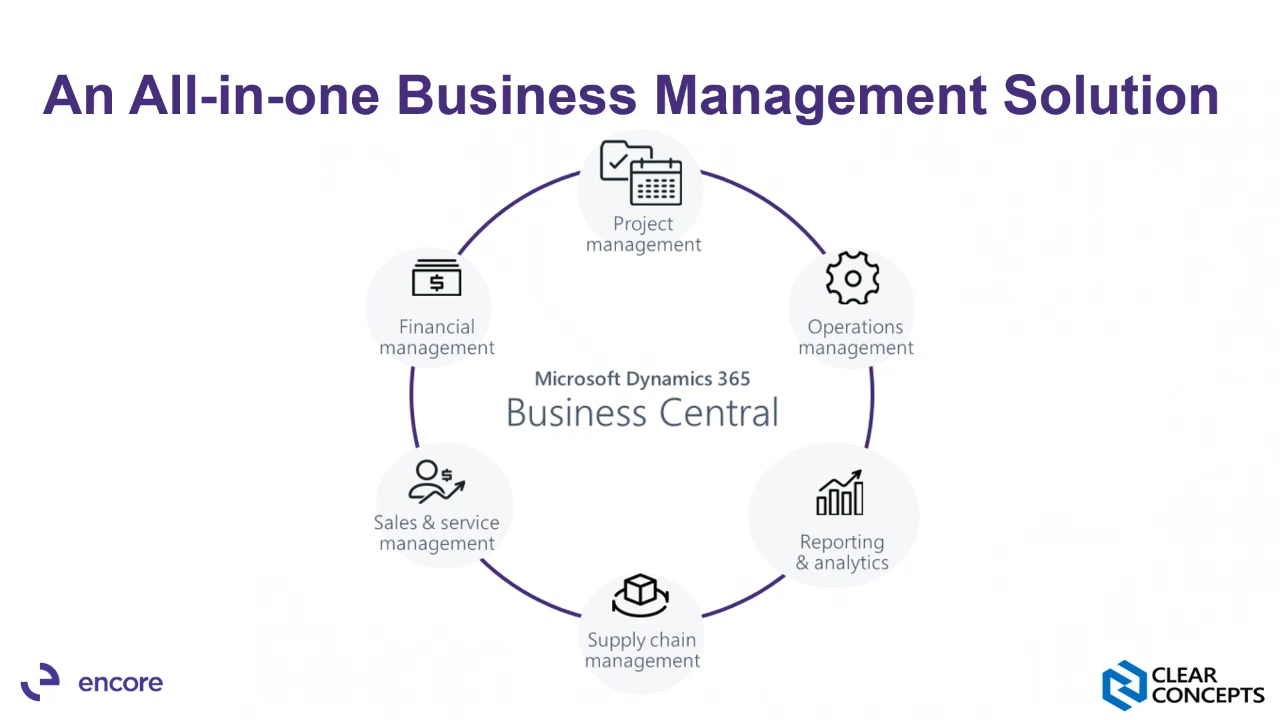 An All-in-one Business Management Solution
Project
management
Financial
management
Operations
management
Microsoft Dynamics 365
Business Central
Sales & service
management
Reporting
& analytics
Supply chain
management
encore
CLEAR
CONCEPTS